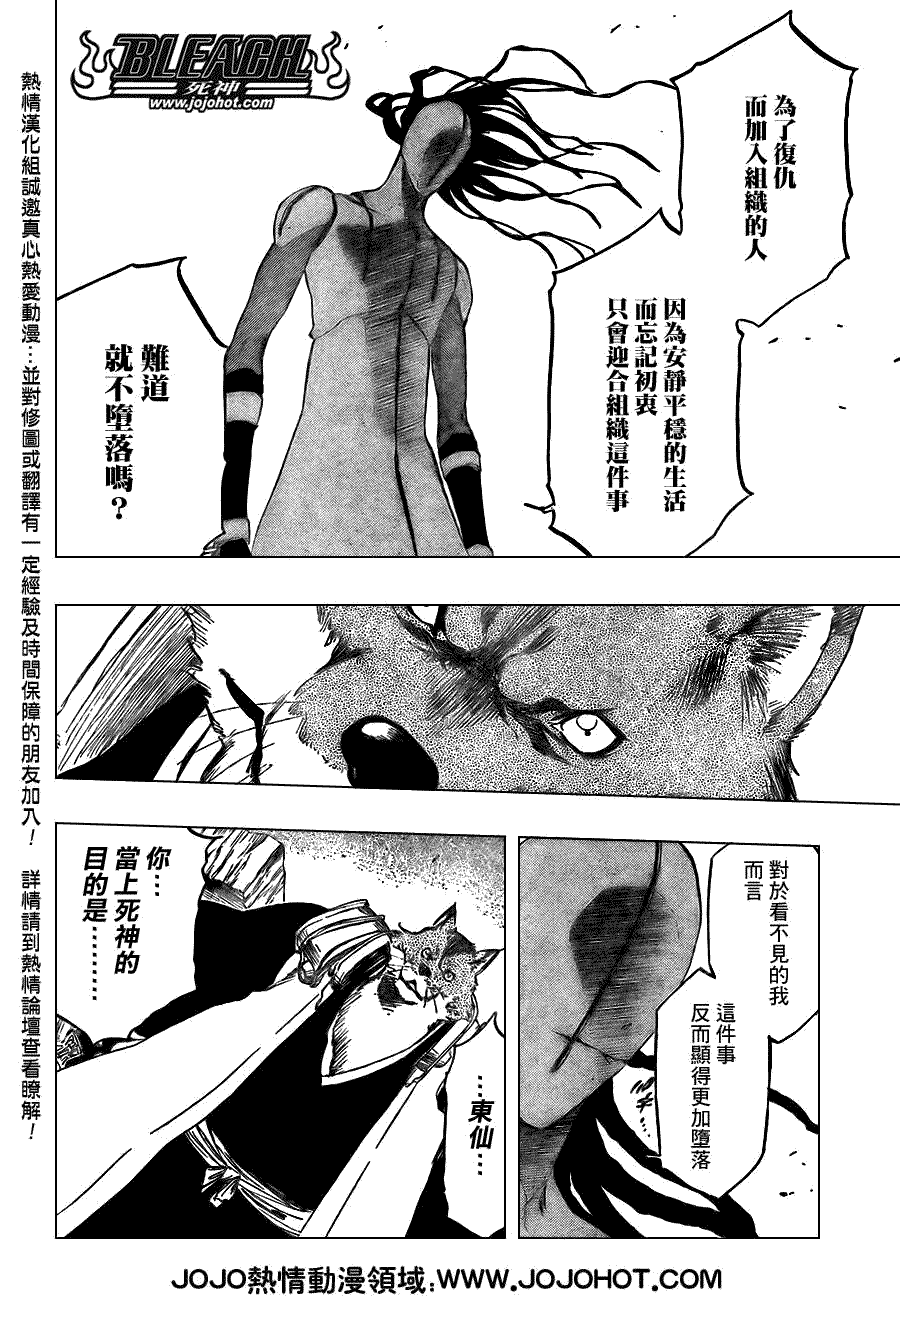 BLEACH
死神
www.jojohot.com
為了復仇
而加入組織的人
因為安靜平穩的生活
而忘記初衷
只會迎合組織這件事
難道
就不墮落嗎？
對於看不見的我
而言
這件事
反而顯得更加墮落
…東仙…
你…
當上死神的
目的是………
熱情漢化組誠邀真心熱愛動漫…並對修圖或翻譯有一定經驗及時間保障的朋友加入！ 詳情請到熱情論壇查看瞭解！
JOJO熱情動漫領域:WWW.JOJOHOT.COM